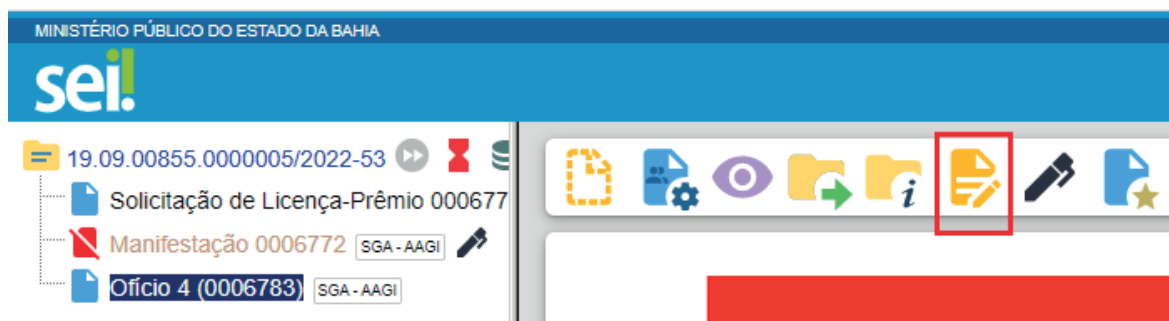 MINISTÉRIO PÚBLICO DO ESTADO DA BAHIA
sei!
19.09.00855.0000005/2022-53
Solicitação de Licença-Prêmio 000677
Manifestação 0006772 SGA - AAGI
Ofício 4 (0006783) SGA - AAGI